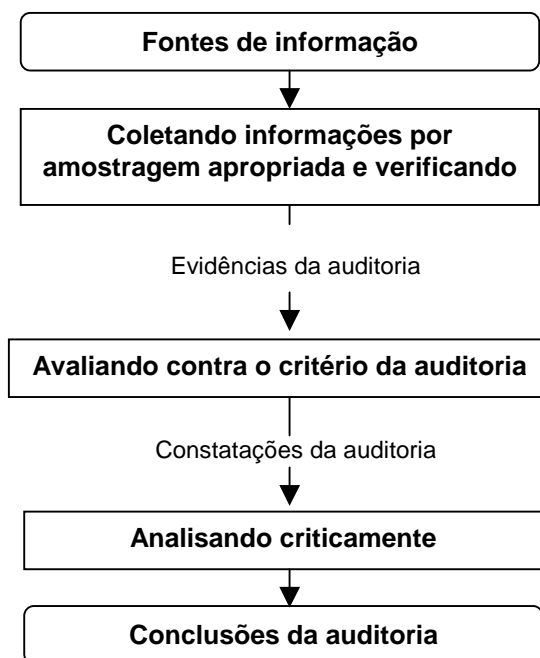 Fontes de informação
Coletando informações por
amostragem apropriada e verificando
Evidências da auditoria
Avaliando contra o critério da auditoria
Constatações da auditoria
Analisando criticamente
Conclusões da auditoria